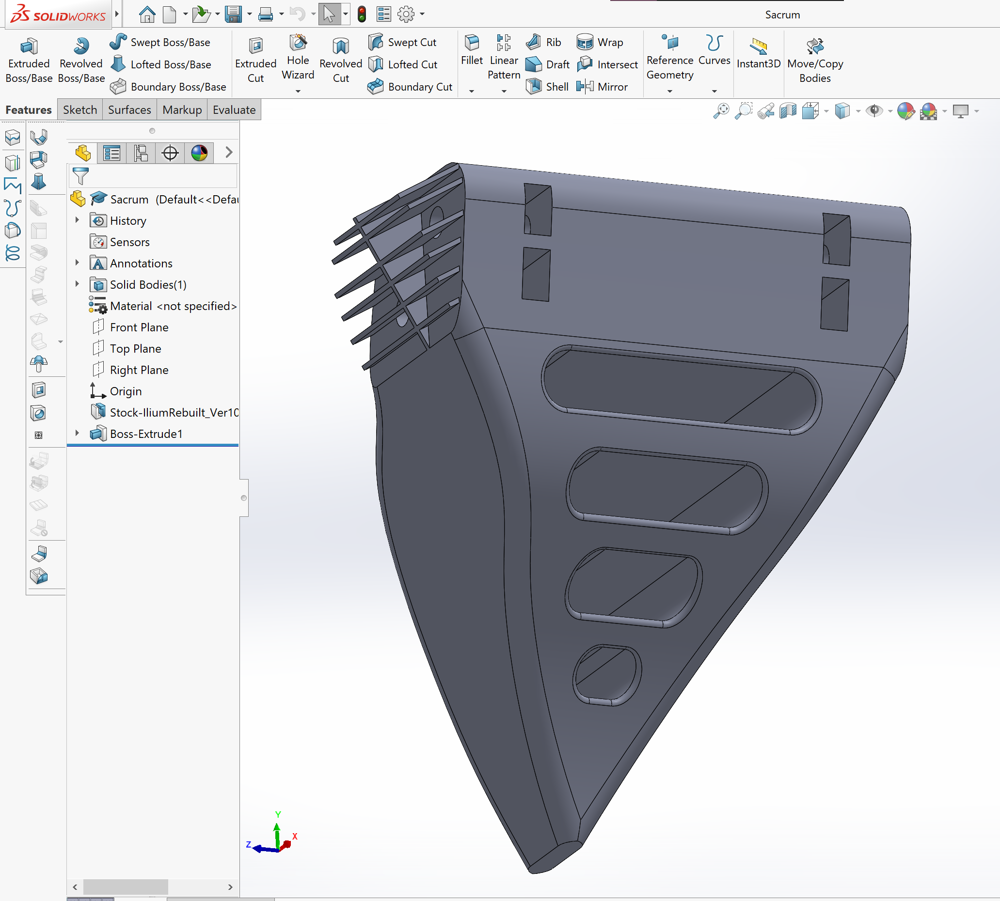 SOLIDWORKS
Sacrum
Extruded Boss/Base
Revolved Boss/Base
Swept Boss/Base
Lofted Boss/Base
Boundary Boss/Base
Extruded Cut
Hole Wizard
Revolved Cut
Swept Cut
Lofted Cut
Boundary Cut
Fillet
Linear Pattern
Rib
Draft
Shell
Wrap
Intersect
Mirror
Reference Geometry
Curves
Instant3D
Move/Copy Bodies
Features
Sketch
Surfaces
Markup
Evaluate
Sacrum (Default<<Defau
History
Sensors
Annotations
Solid Bodies(1)
Material <not specified>
Front Plane
Top Plane
Right Plane
Origin
Stock-IliumRebuilt_Ver10
Boss-Extrude1
Y
X
Z